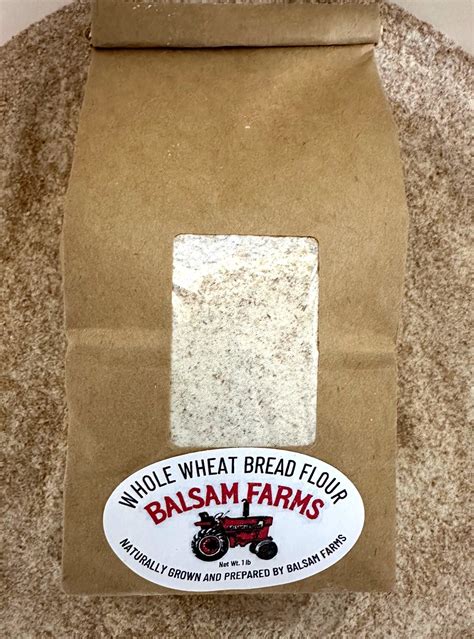 WHOLE WHEAT BREAD FLOUR
BALSAM FARMS
Net Wt. 1 lb
NATURALLY GROWN AND PREPARED BY BALSAM FARMS